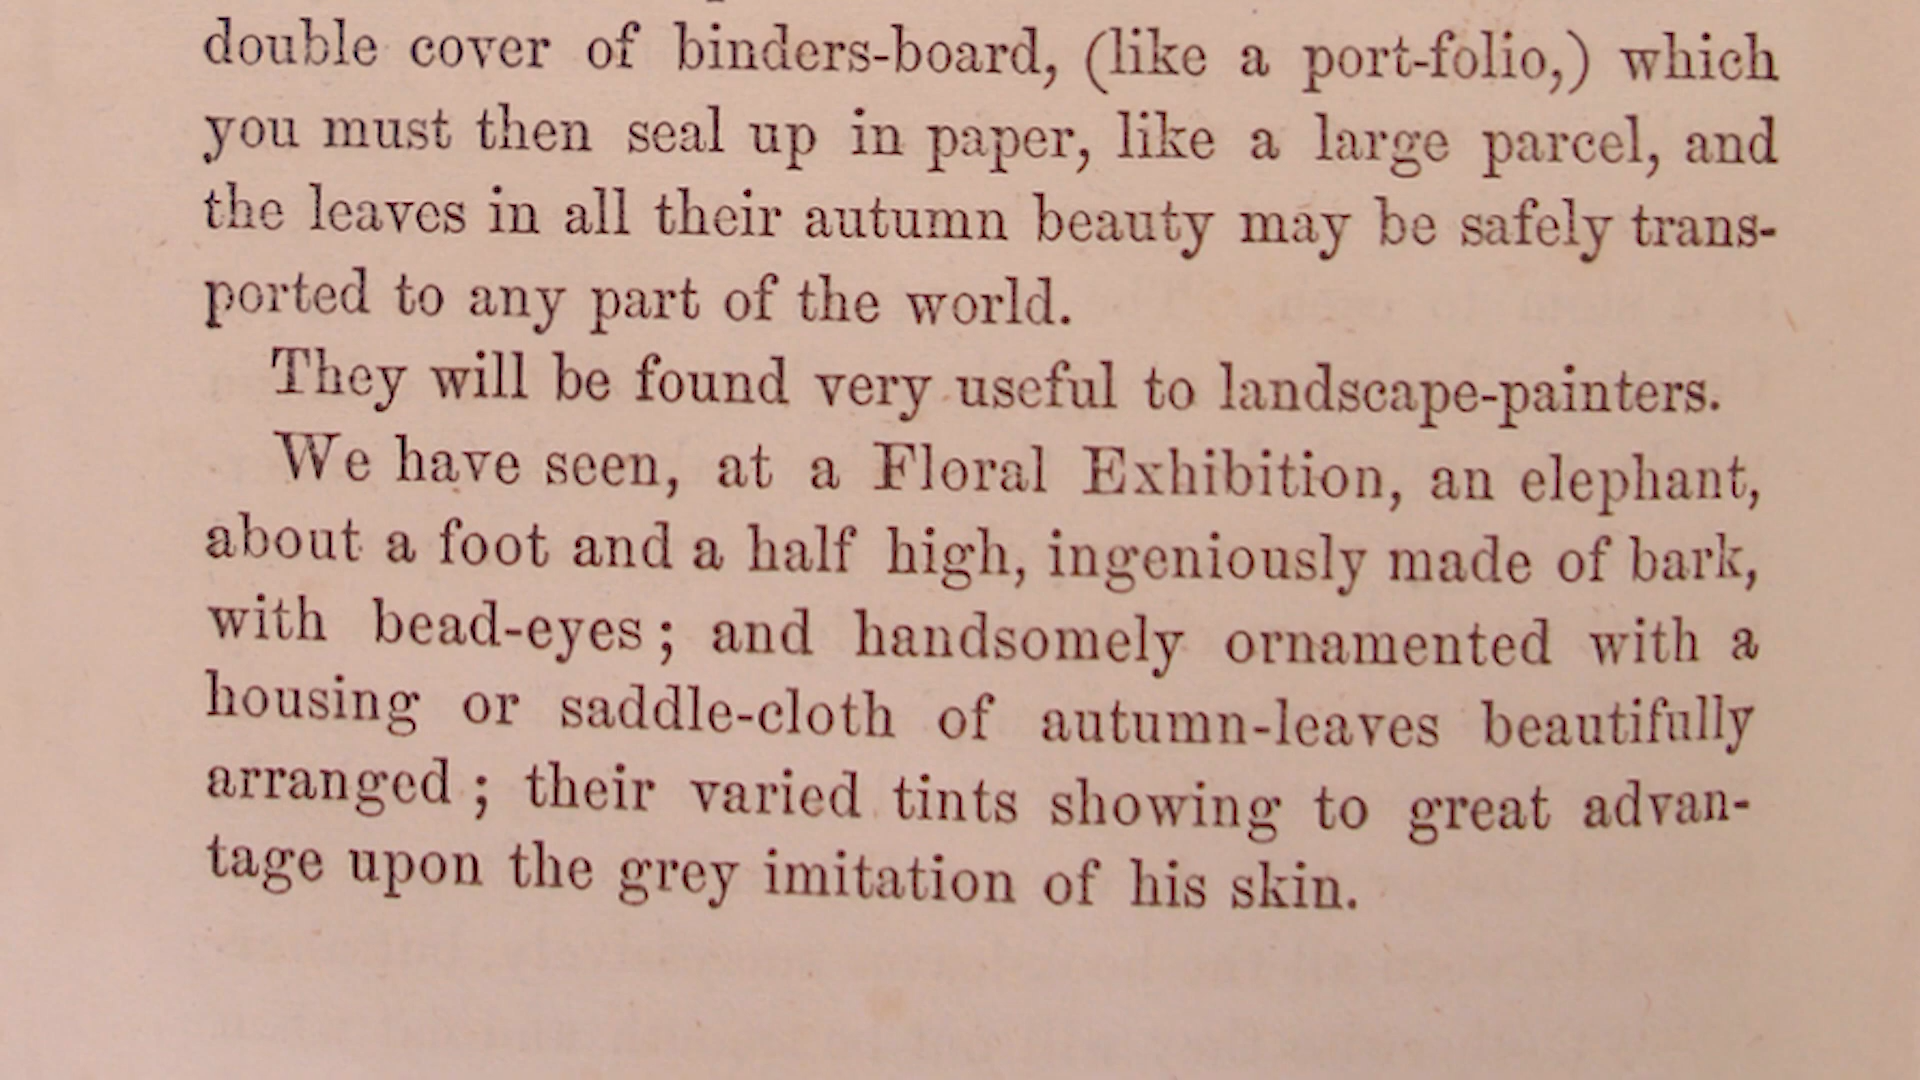 double cover of binders-board, (like a port-folio,) which
you must then seal up in paper, like a large parcel, and
the leaves in all their autumn beauty may be safely trans-
ported to any part of the world.
They will be found very useful to landscape-painters.
We have seen, at a Floral Exhibition, an elephant,
about a foot and a half high, ingeniously made of bark,
with bead-eyes; and handsomely ornamented with a
housing or saddle-cloth of autumn-leaves beautifully
arranged; their varied tints showing to great advan-
tage upon the grey imitation of his skin.